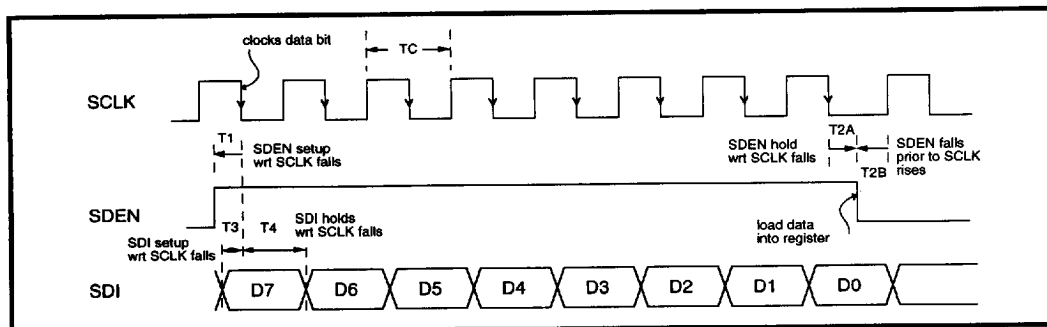 clocks data bit
TC
SCLK
T1
SDEN setup
wrt SCLK falls
SDEN hold
wrt SCLK falls
T2A
T2B
SDEN falls
prior to SCLK
rises
SDEN
T3
T4
SDI holds
wrt SCLK falls
load data
into register
SDI setup
wrt SCLK falls
SDI
D7
D6
D5
D4
D3
D2
D1
D0